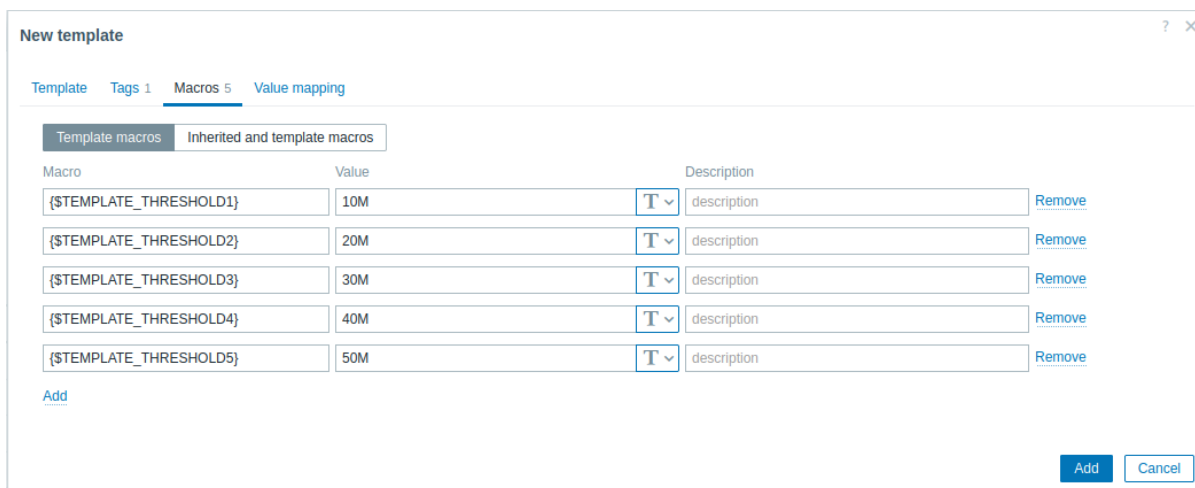 New template
? ×
Template Tags 1 Macros 5 Value mapping
Template macros Inherited and template macros
Macro Value Description
{$TEMPLATE_THRESHOLD1} 10M T description Remove
{$TEMPLATE_THRESHOLD2} 20M T description Remove
{$TEMPLATE_THRESHOLD3} 30M T description Remove
{$TEMPLATE_THRESHOLD4} 40M T description Remove
{$TEMPLATE_THRESHOLD5} 50M T description Remove
Add
Add Cancel